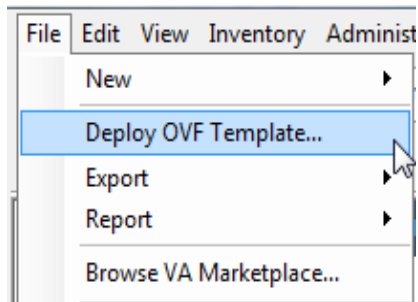 File Edit View Inventory Administ
New
Deploy OVF Template...
Export
Report
Browse VA Marketplace...